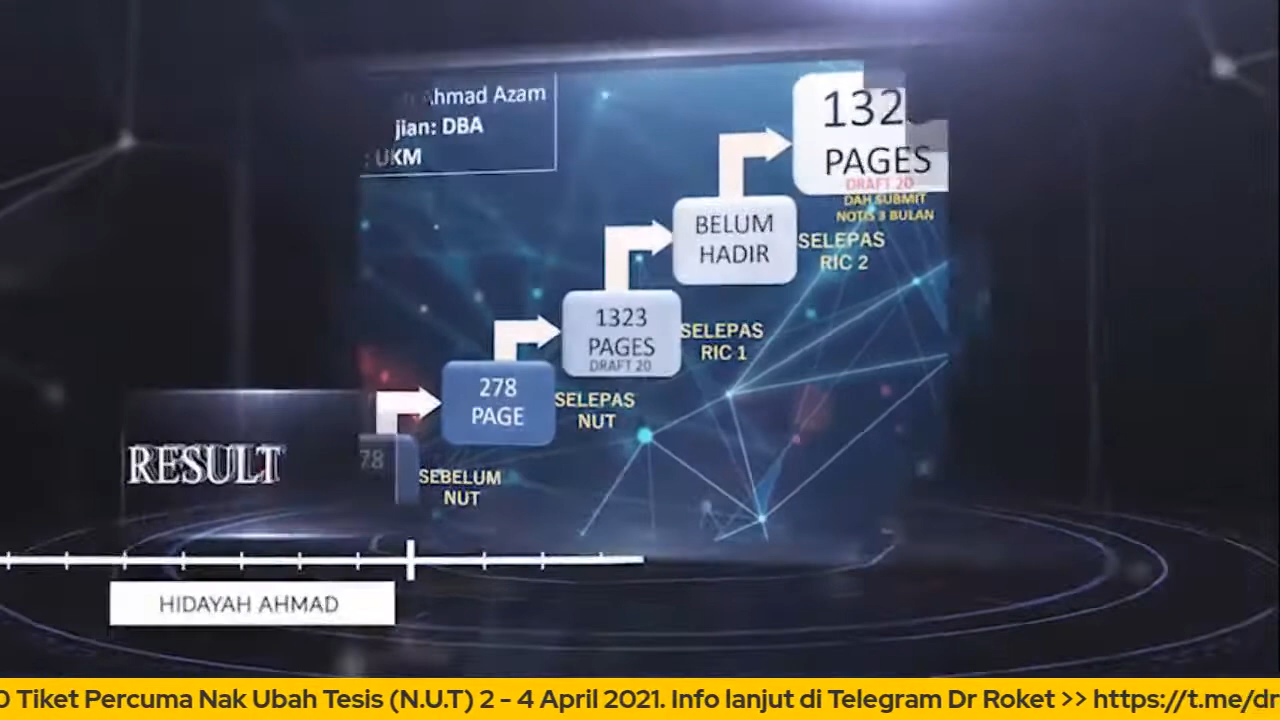 Ahmad Azam
jian: DBA
: UKM
132
PAGES
DRAFT 20
DAH SUBMIT
NOTIS 3 BULAN
BELUM
HADIR
SELEPAS
RIC 2
1323
PAGES
DRAFT 20
SELEPAS
RIC 1
278
PAGE
SELEPAS
NUT
78
SEBELUM
NUT
RESULT
HIDAYAH AHMAD
0 Tiket Percuma Nak Ubah Tesis (N.U.T) 2 - 4 April 2021. Info lanjut di Telegram Dr Roket >> https://t.me/dr